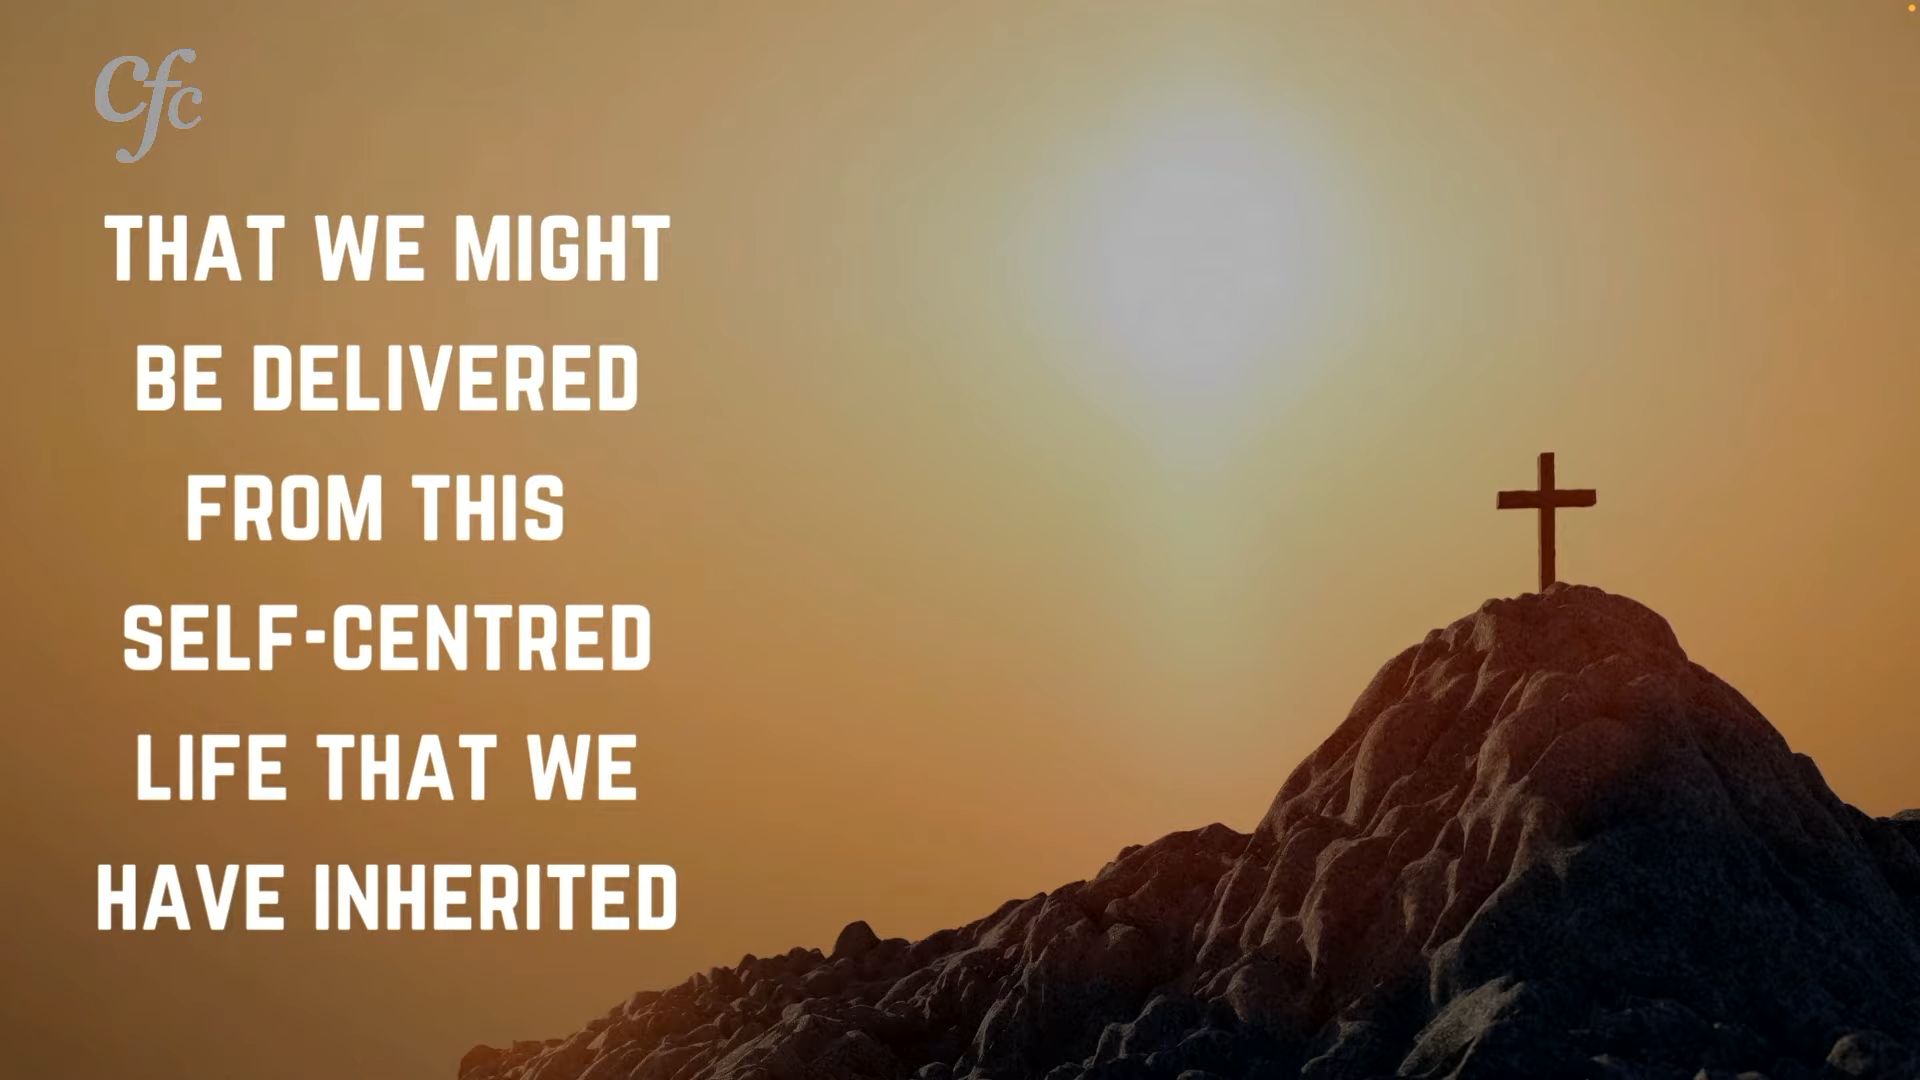 cfc
THAT WE MIGHT
BE DELIVERED
FROM THIS
SELF-CENTRED
LIFE THAT WE
HAVE INHERITED